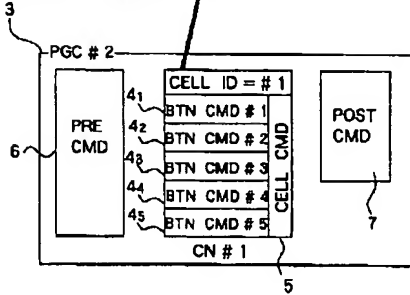 3
PGC # 2
CELL ID = # 1
4₁ BTN CMD # 1
4₂ BTN CMD # 2
4₃ BTN CMD # 3
4₄ BTN CMD # 4
4₅ BTN CMD # 5
CELL CMD
PRE
CMD
6
POST
CMD
7
CN # 1
5